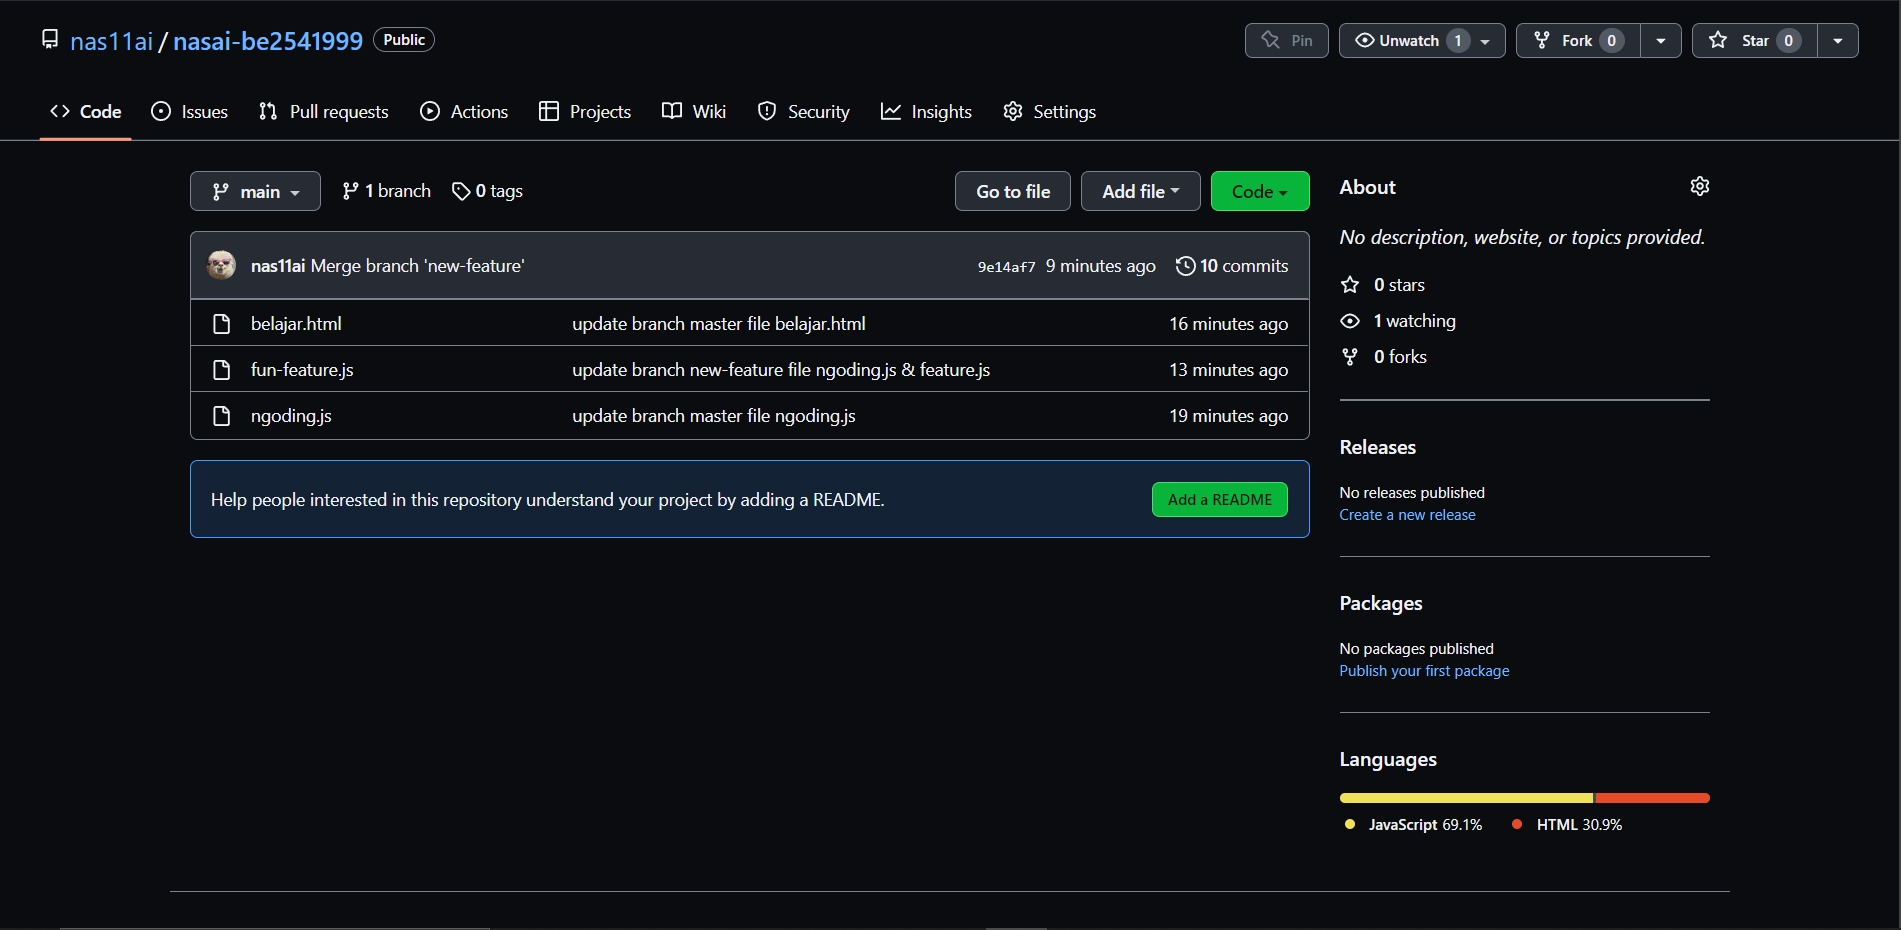 nas11ai / nasai-be2541999 Public
Pin Unwatch 1 Fork 0 Star 0
Code Issues Pull requests Actions Projects Wiki Security Insights Settings
main 1 branch 0 tags Go to file Add file Code
nas11ai Merge branch 'new-feature' 9e14af7 9 minutes ago 10 commits
belajar.html update branch master file belajar.html 16 minutes ago
fun-feature.js update branch new-feature file ngoding.js & feature.js 13 minutes ago
ngoding.js update branch master file ngoding.js 19 minutes ago
Help people interested in this repository understand your project by adding a README. Add a README
About
No description, website, or topics provided.
0 stars
1 watching
0 forks
Releases
No releases published
Create a new release
Packages
No packages published
Publish your first package
Languages
JavaScript 69.1% HTML 30.9%